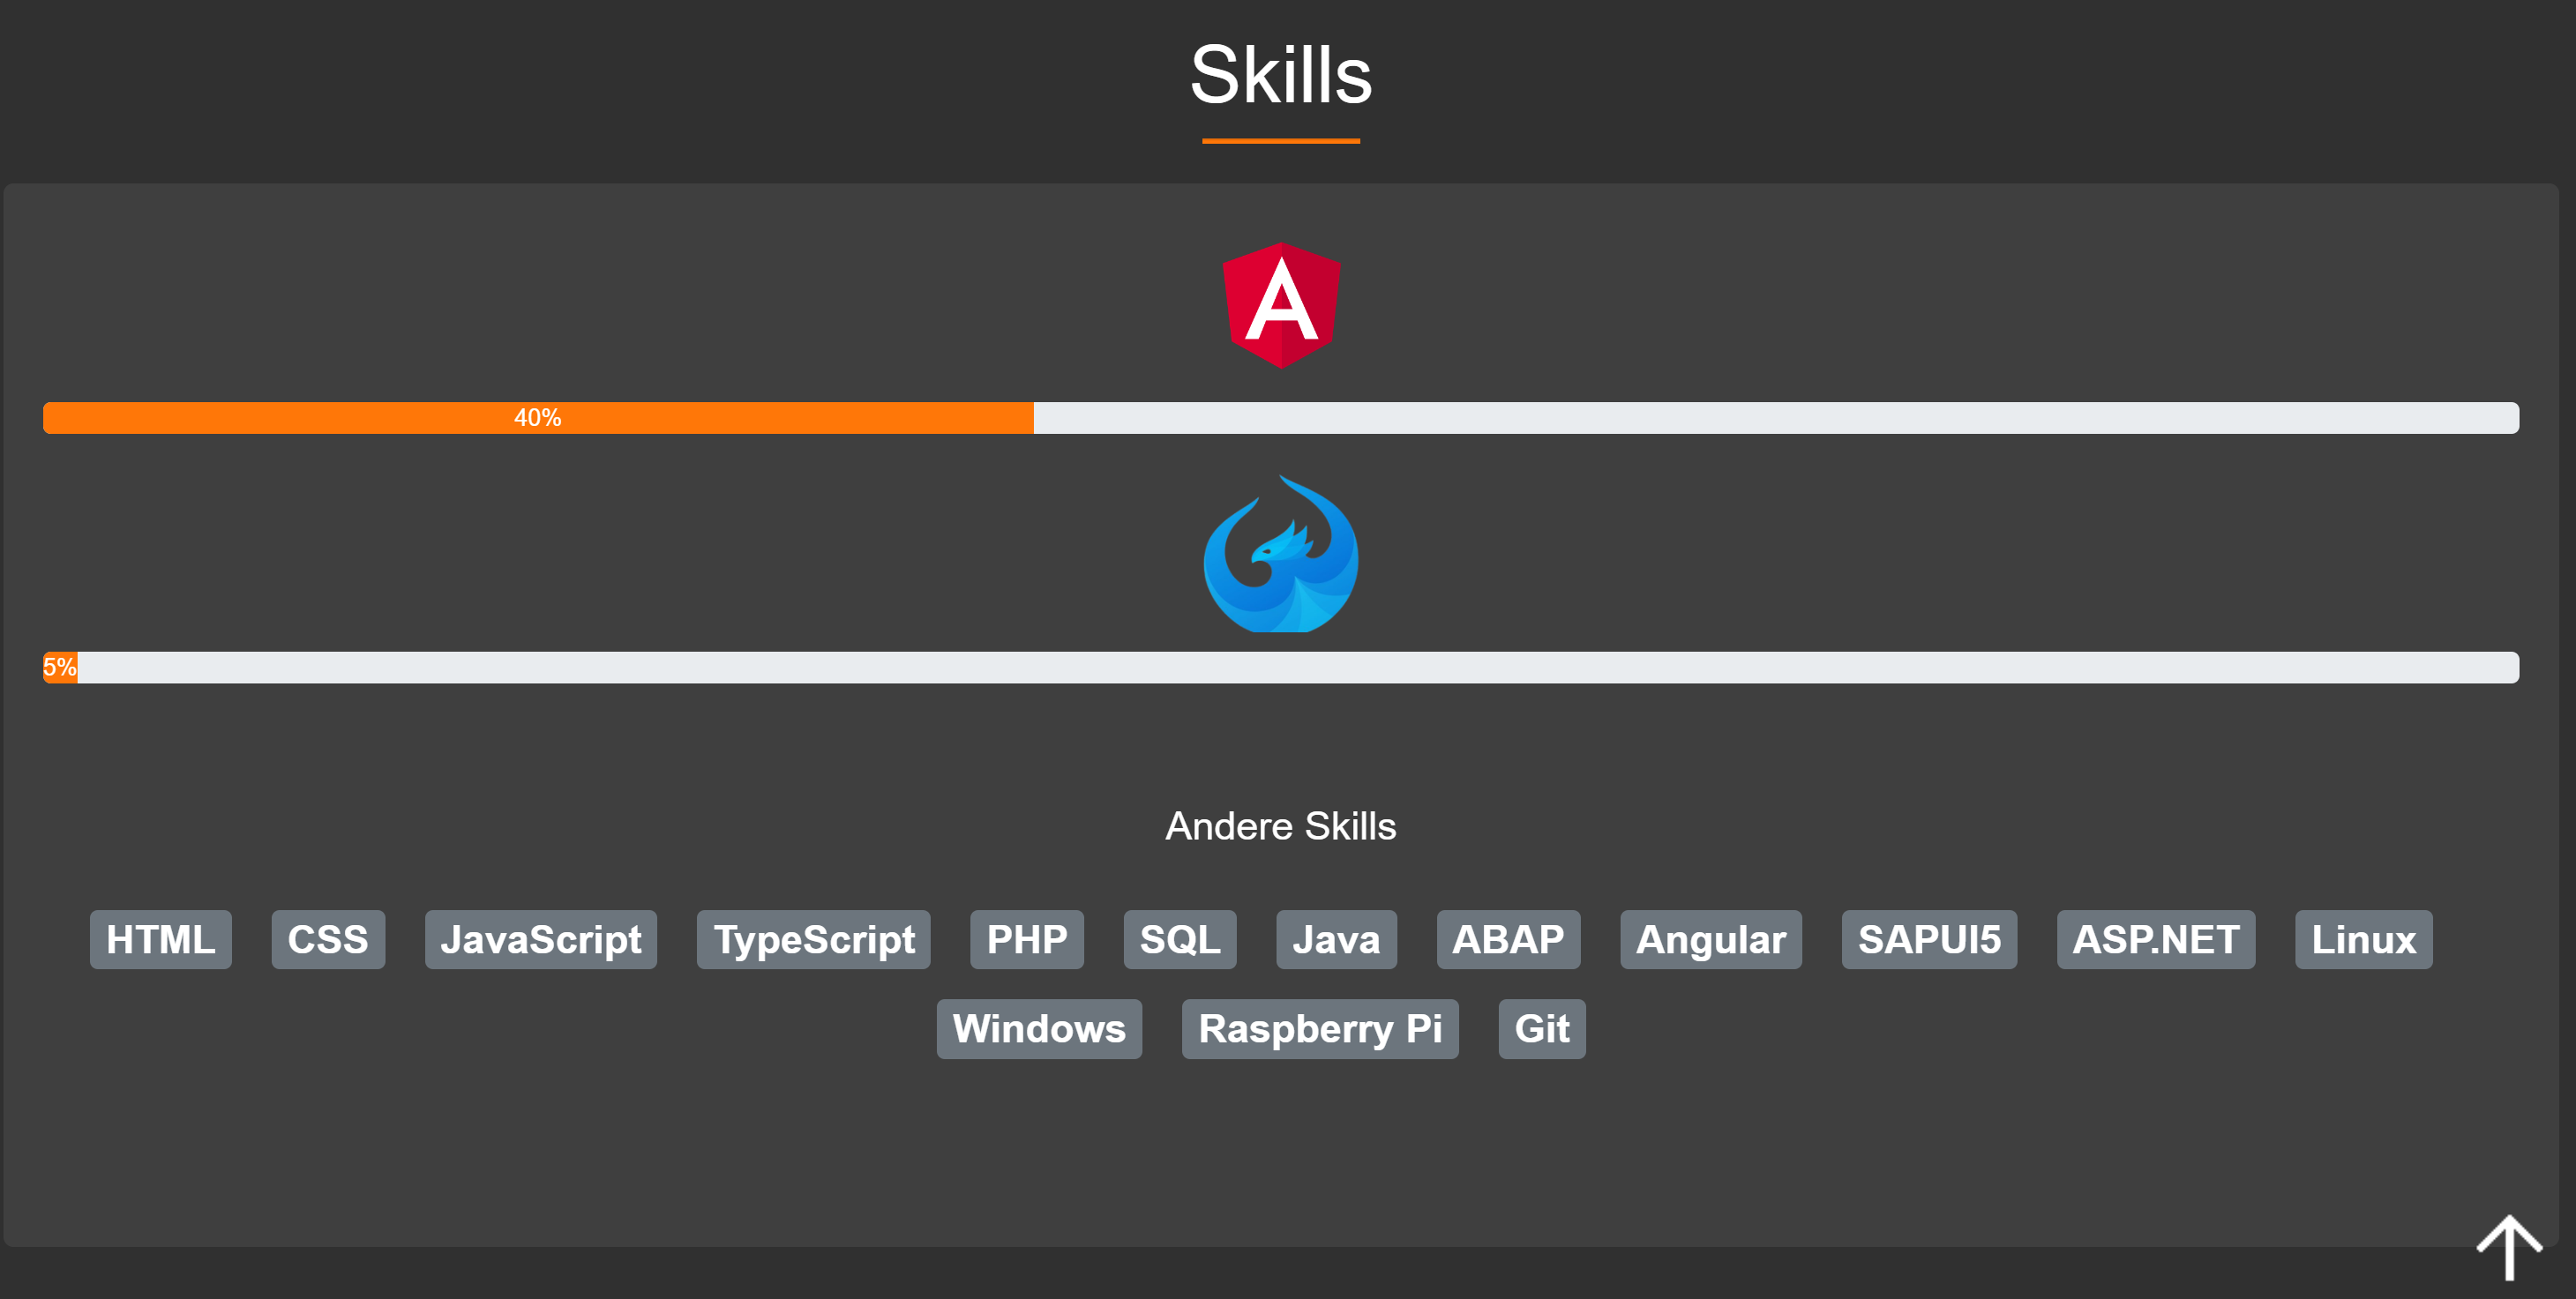 Skills
A
40%
5%
Andere Skills
HTML CSS JavaScript TypeScript PHP SQL Java ABAP Angular SAPUI5 ASP.NET Linux
Windows Raspberry Pi Git